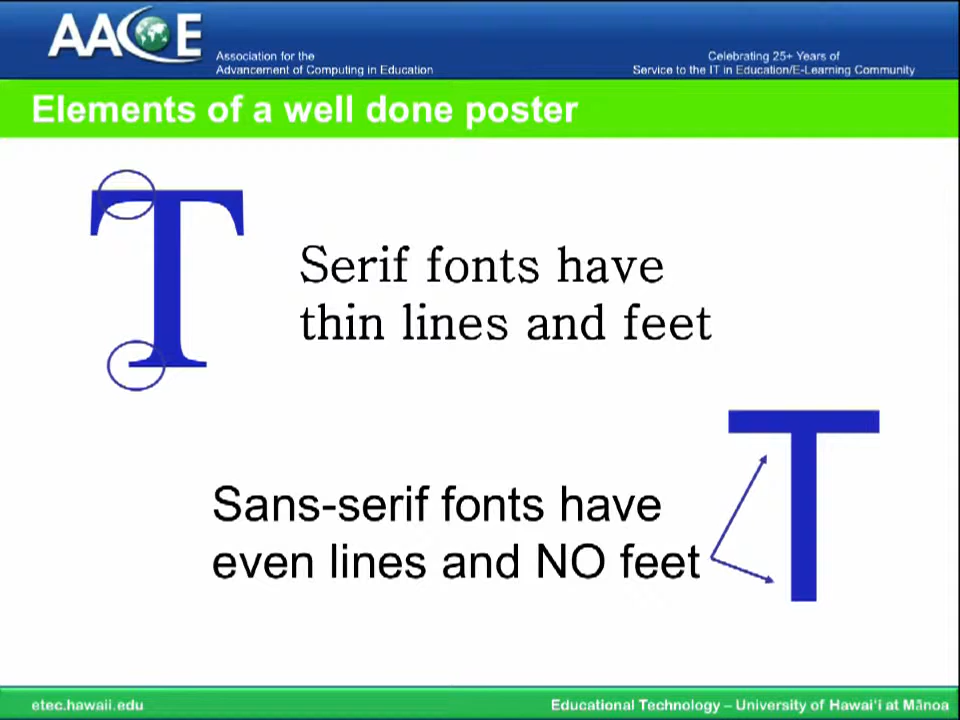 AACE
Association for the
Advancement of Computing in Education
Celebrating 25+ Years of
Service to the IT in Education/E-Learning Community
Elements of a well done poster
T
Serif fonts have
thin lines and feet
T
Sans-serif fonts have
even lines and NO feet
etec.hawaii.edu
Educational Technology – University of Hawai‘i at Mānoa